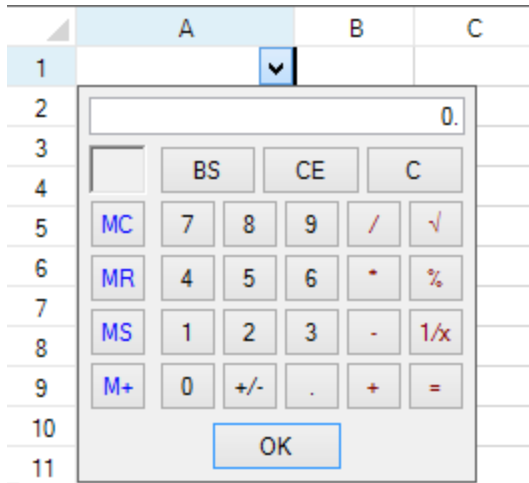 A B C
1
2
0.
3
BS CE C
4
5
MC 7 8 9 / √
6
MR 4 5 6 * %
7
MS 1 2 3 - 1/x
8
9
M+ 0 +/- . + =
10
OK
11